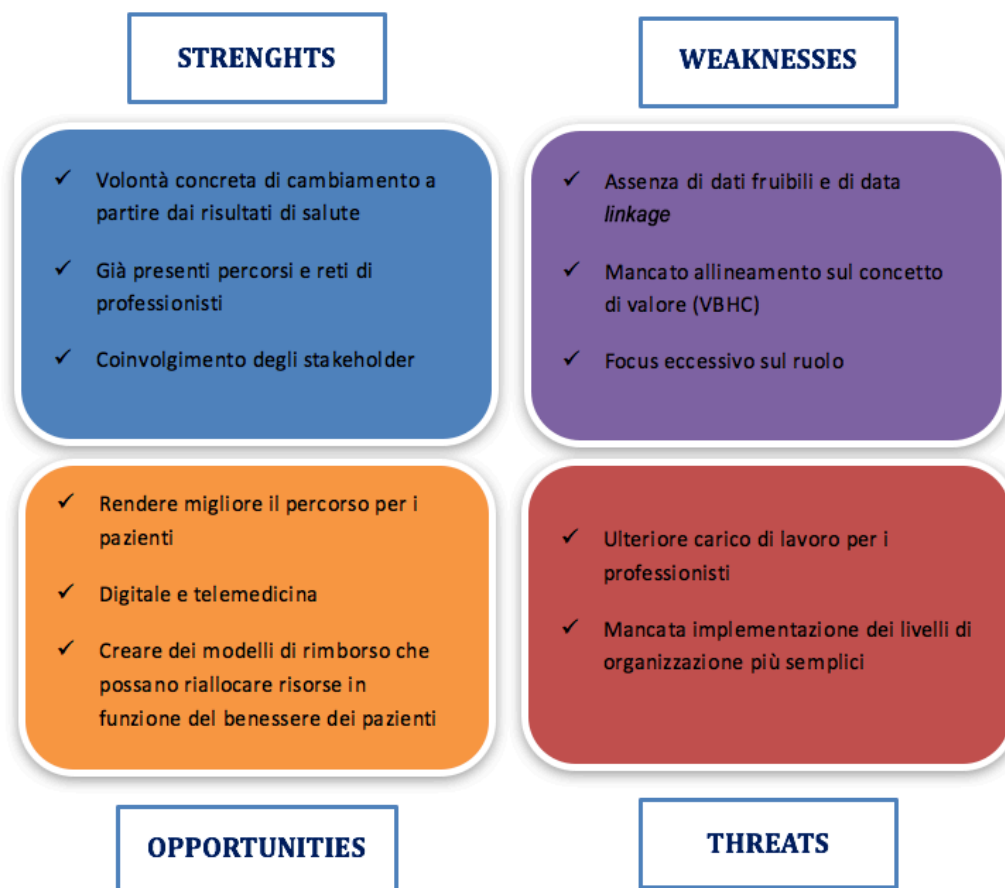 STRENGHTS
WEAKNESSES
✓ Volontà concreta di cambiamento a
partire dai risultati di salute
✓ Già presenti percorsi e reti di
professionisti
✓ Coinvolgimento degli stakeholder
✓ Assenza di dati fruibili e di data
linkage
✓ Mancato allineamento sul concetto
di valore (VBHC)
✓ Focus eccessivo sul ruolo
✓ Rendere migliore il percorso per i
pazienti
✓ Digitale e telemedicina
✓ Creare dei modelli di rimborso che
possano riallocare risorse in
funzione del benessere dei pazienti
✓ Ulteriore carico di lavoro per i
professionisti
✓ Mancata implementazione dei livelli di
organizzazione più semplici
OPPORTUNITIES
THREATS